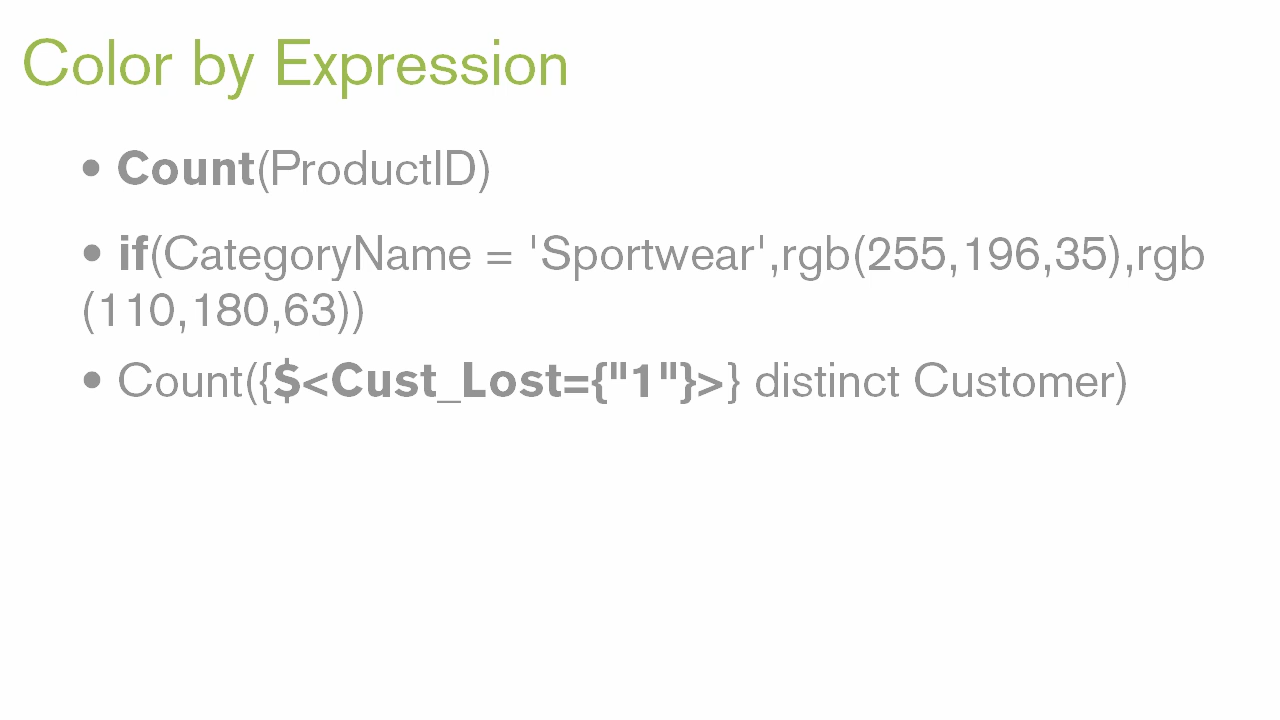 Color by Expression
• Count(ProductID)
• if(CategoryName = 'Sportwear',rgb(255,196,35),rgb
(110,180,63))
• Count({$<Cust_Lost={"1"}>} distinct Customer)